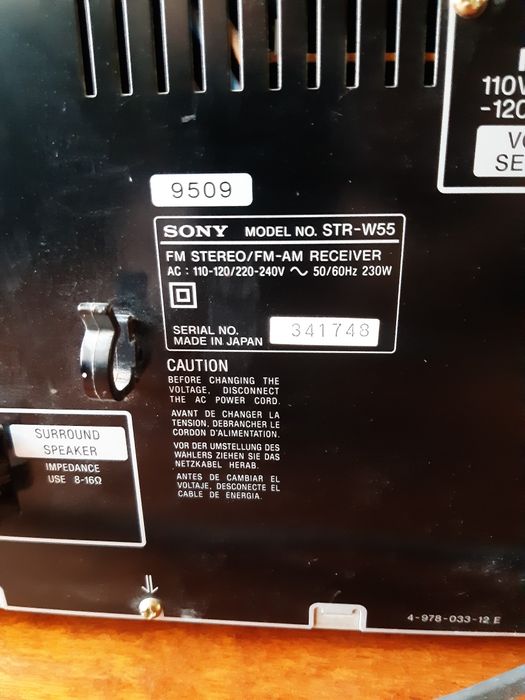 110V
-120
9509
SONY MODEL NO. STR-W55
FM STEREO/FM-AM RECEIVER
AC : 110-120/220-240V ～ 50/60Hz 230W
SERIAL NO. 341748
MADE IN JAPAN
CAUTION
BEFORE CHANGING THE
VOLTAGE, DISCONNECT
THE AC POWER CORD.
AVANT DE CHANGER LA
TENSION, DEBRANCHER LE
CORDON D'ALIMENTATION.
VOR DER UMSTELLUNG DES
WAHLERS ZIEHEN SIE DAS
NETZKABEL HERAB.
ANTES DE CAMBIAR EL
VOLTAJE, DESCONECTE EL
CABLE DE ENERGIA.
SURROUND
SPEAKER
IMPEDANCE
USE 8-16Ω
4-978-033-12 E